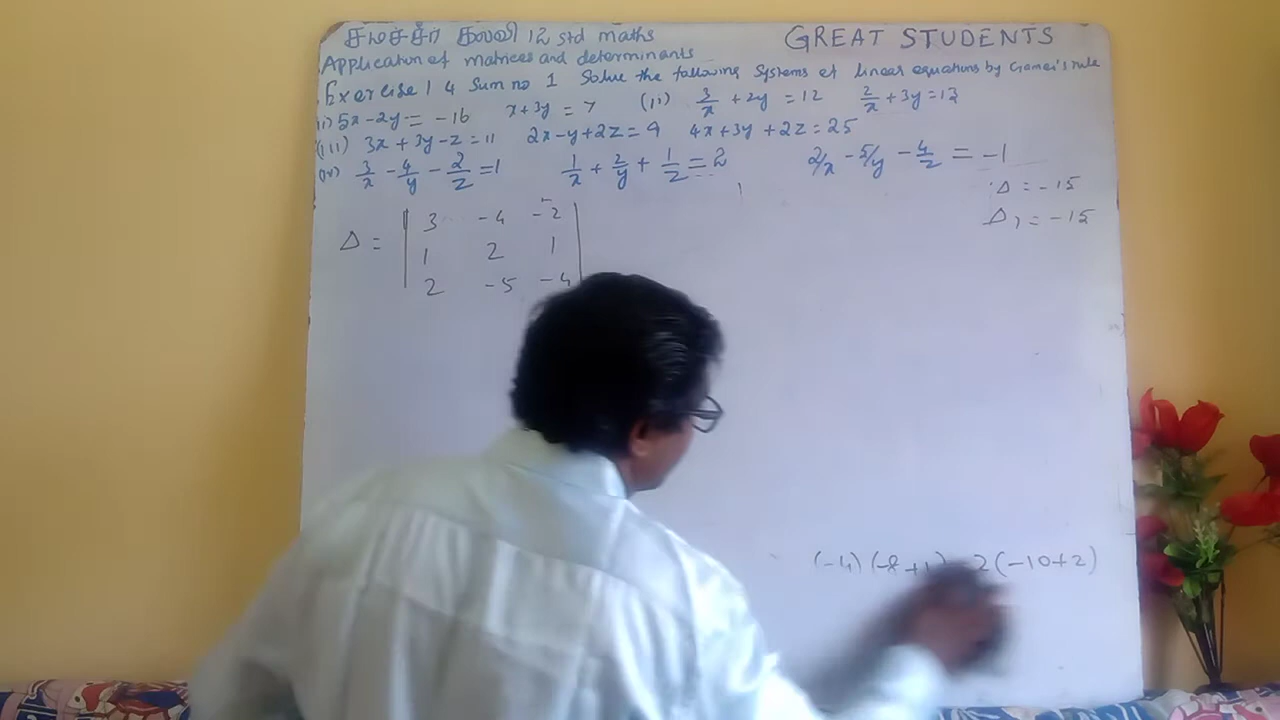 சமச்சீர் கல்வி 12 std maths GREAT STUDENTS
Application of matrices and determinants
Exercise 1 4 Sum no 1 Solve the following Systems of linear equations by Cramer's rule
(i) 5x - 2y = -16 x + 3y = 7 (ii) 3/x + 2y = 12 2/x + 3y = 13
(iii) 3x + 3y - z = 11 2x - y + 2z = 9 4x + 3y + 2z = 25
(iv) 3/x - 4/y - 2/z = 1 1/x + 2/y + 1/z = 2 2/x - 5/y - 4/z = -1
Δ = -15
Δ1 = -15
Δ = | 3 -4 -2 |
| 1 2 1 |
| 2 -5 -4 |
(-4) (-8+1) 2(-10+2)